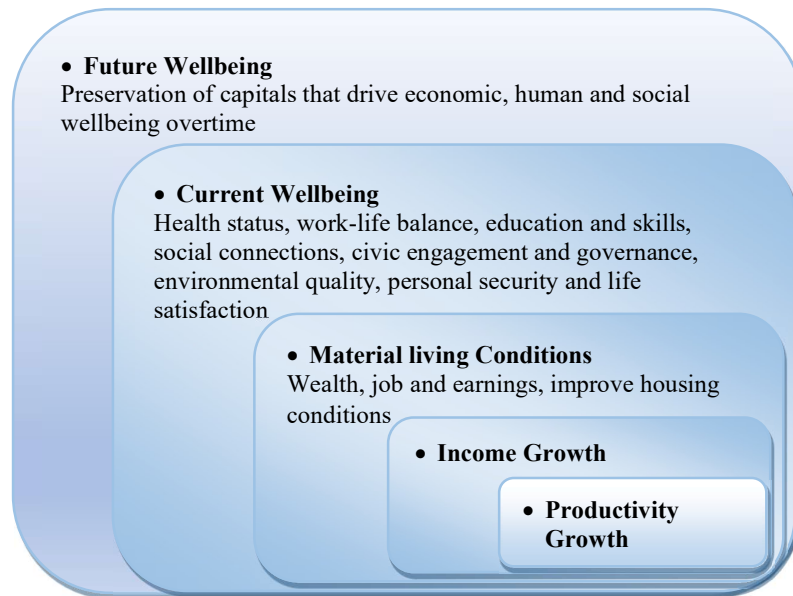 • Future Wellbeing
Preservation of capitals that drive economic, human and social
wellbeing overtime
• Current Wellbeing
Health status, work-life balance, education and skills,
social connections, civic engagement and governance,
environmental quality, personal security and life
satisfaction
• Material living Conditions
Wealth, job and earnings, improve housing
conditions
• Income Growth
• Productivity
Growth